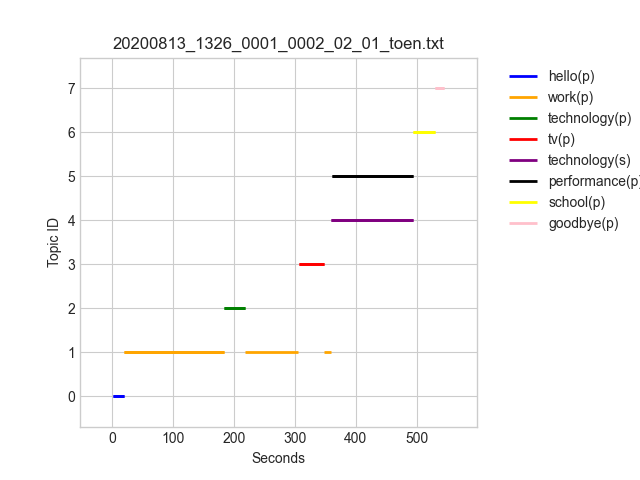 20200813_1326_0001_0002_02_01_toen.txt
7
6
5
4
3
2
1
0
Topic ID
0 100 200 300 400 500
Seconds
hello(p)
work(p)
technology(p)
tv(p)
technology(s)
performance(p)
school(p)
goodbye(p)